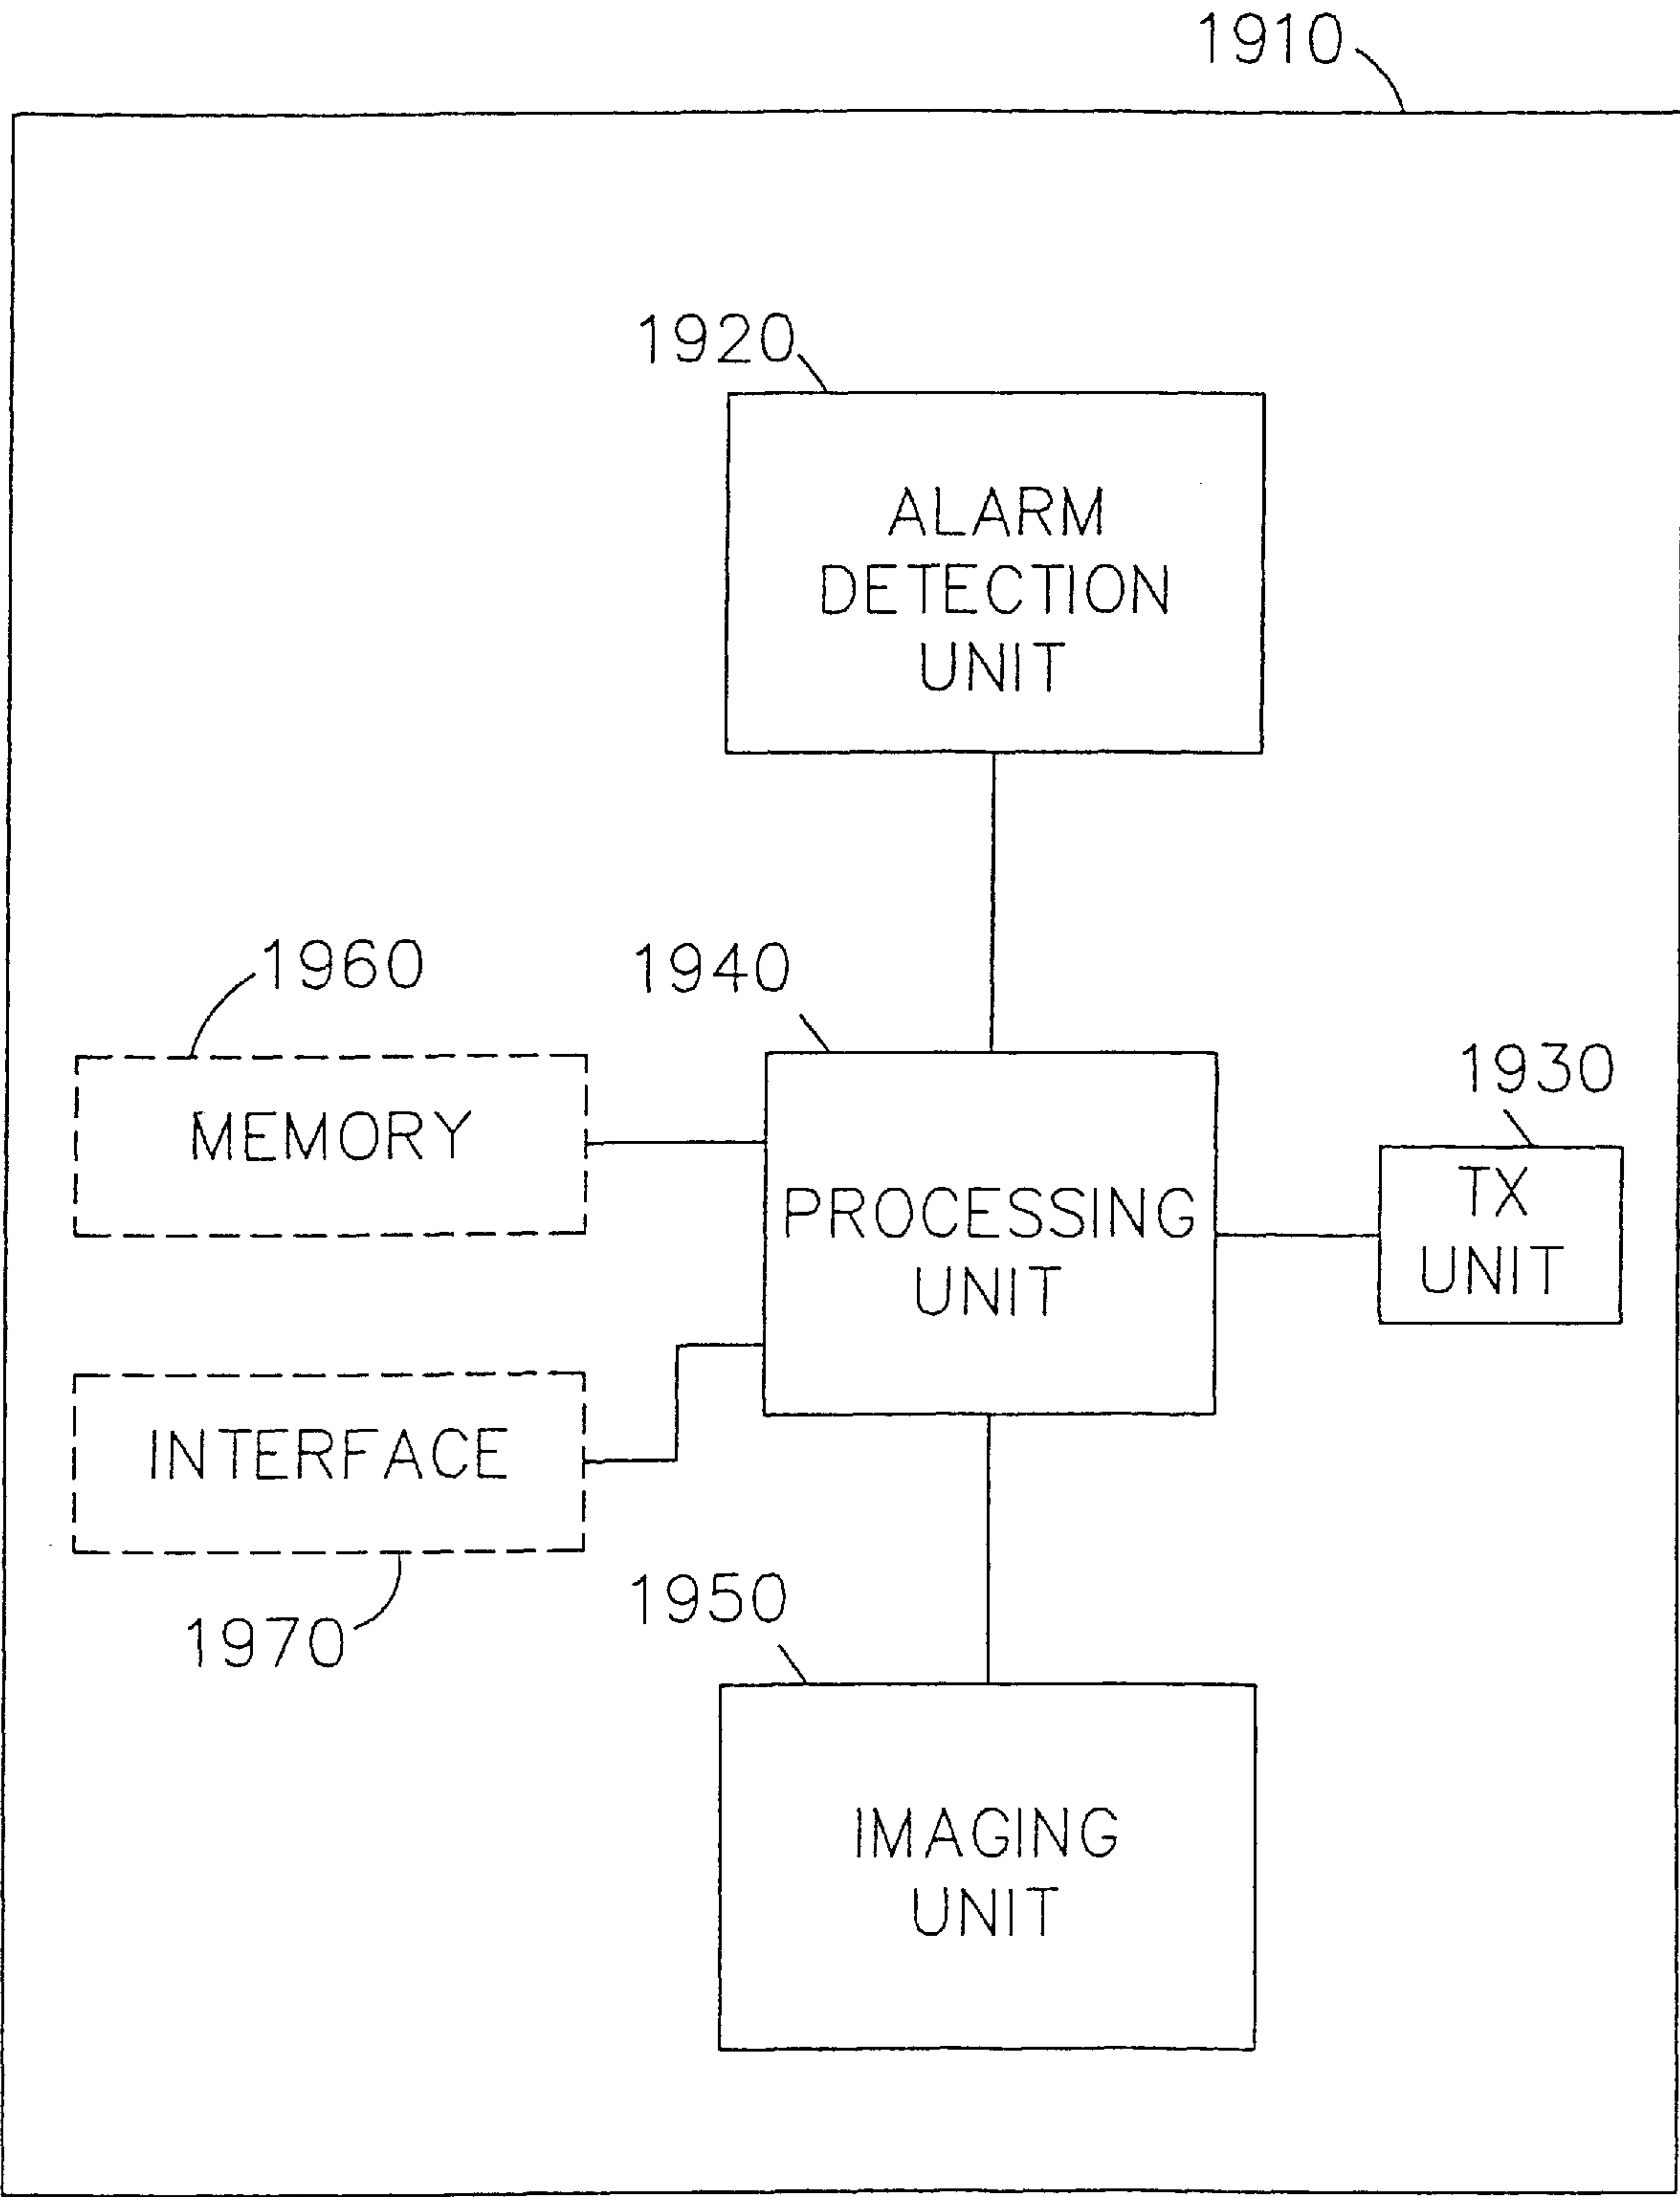 1910
1920
ALARM
DETECTION
UNIT
1960
1940
1930
MEMORY
PROCESSING
UNIT
TX
UNIT
INTERFACE
1970
1950
IMAGING
UNIT